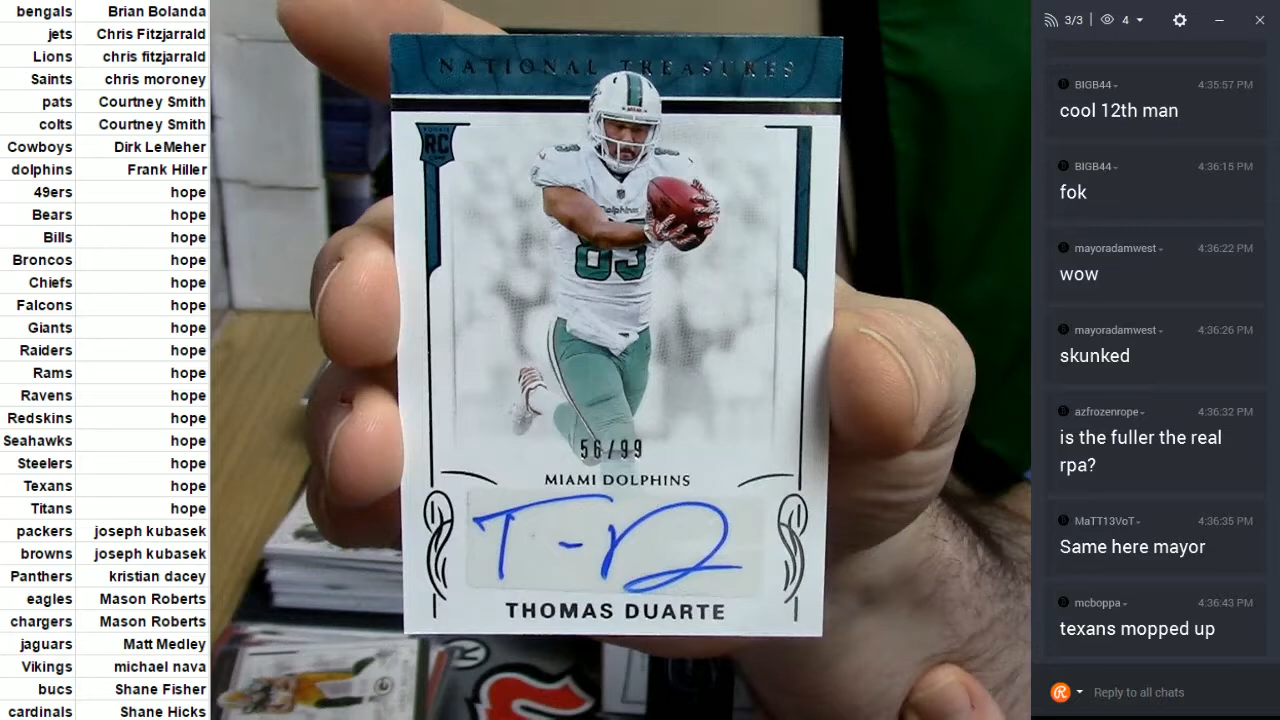 bengals Brian Bolanda
jets Chris Fitzjarrald
Lions chris fitzjarrald
Saints chris moroney
pats Courtney Smith
colts Courtney Smith
Cowboys Dirk LeMeher
dolphins Frank Hiller
49ers hope
Bears hope
Bills hope
Broncos hope
Chiefs hope
Falcons hope
Giants hope
Raiders hope
Rams hope
Ravens hope
Redskins hope
Seahawks hope
Steelers hope
Texans hope
Titans hope
packers joseph kubasek
browns joseph kubasek
Panthers kristian dacey
eagles Mason Roberts
chargers Mason Roberts
jaguars Matt Medley
Vikings michael nava
bucs Shane Fisher
cardinals Shane Hicks
NATIONAL TREASURES
ROOKIE
RC
Dolphins
83
56/99
MIAMI DOLPHINS
T-D
THOMAS DUARTE
3/3 4
BIGB44 4:35:57 PM
cool 12th man
BIGB44 4:36:15 PM
fok
mayoradamwest 4:36:22 PM
wow
mayoradamwest 4:36:26 PM
skunked
azfrozenrope 4:36:32 PM
is the fuller the real
rpa?
MaTT13VoT 4:36:35 PM
Same here mayor
mcboppa 4:36:43 PM
texans mopped up
Reply to all chats